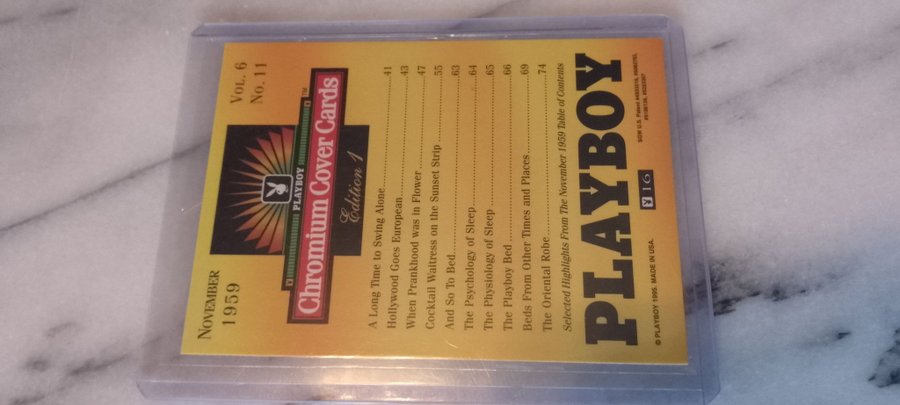 NOVEMBER
1959
VOL. 6
No. 11
PLAYBOY
Chromium Cover Cards™
Edition 1
A Long Time to Swing Alone..........41
Hollywood Goes European..........43
When Prankhood was in Flower..........47
Cocktail Waitress on the Sunset Strip..........55
And So To Bed..........63
The Psychology of Sleep..........64
The Physiology of Sleep..........65
The Playboy Bed..........66
Beds From Other Times and Places..........69
The Oriental Robe..........74
Selected Highlights From The November 1959 Table of Contents
PLAYBOY
© PLAYBOY 1995. MADE IN USA.
16